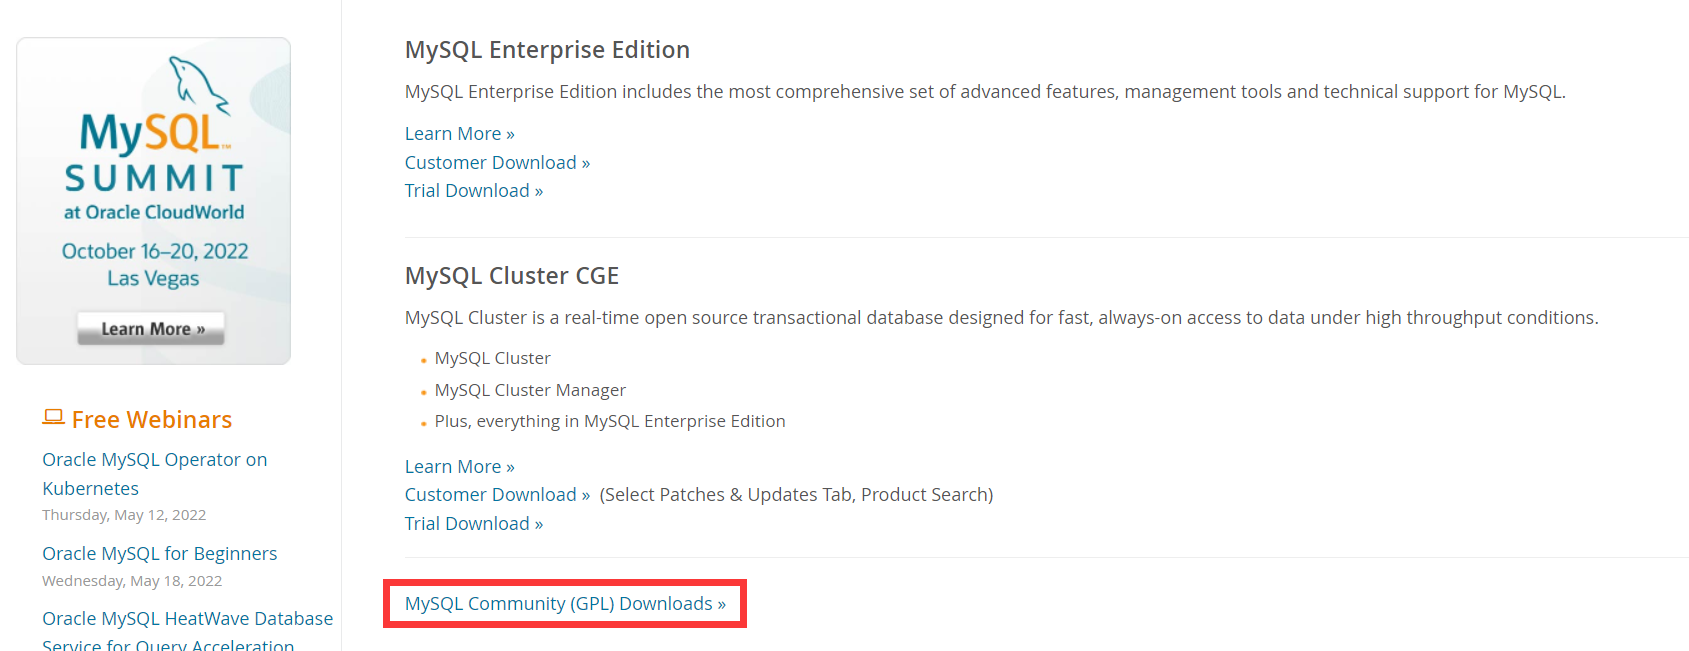 MySQL™
SUMMIT
at Oracle CloudWorld
October 16–20, 2022
Las Vegas
Learn More »
Free Webinars
Oracle MySQL Operator on
Kubernetes
Thursday, May 12, 2022
Oracle MySQL for Beginners
Wednesday, May 18, 2022
Oracle MySQL HeatWave Database
Service for Query Acceleration
MySQL Enterprise Edition
MySQL Enterprise Edition includes the most comprehensive set of advanced features, management tools and technical support for MySQL.
Learn More »
Customer Download »
Trial Download »
MySQL Cluster CGE
MySQL Cluster is a real-time open source transactional database designed for fast, always-on access to data under high throughput conditions.
• MySQL Cluster
• MySQL Cluster Manager
• Plus, everything in MySQL Enterprise Edition
Learn More »
Customer Download » (Select Patches & Updates Tab, Product Search)
Trial Download »
MySQL Community (GPL) Downloads »